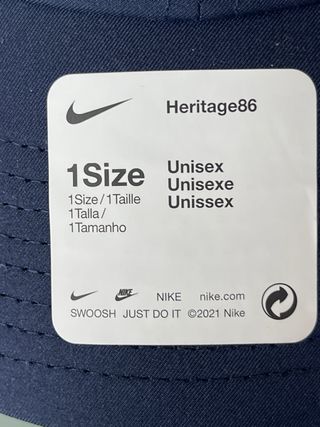 Heritage86
1Size
1Size/1Taille
1Talla/
1Tamanho
Unisex
Unisexe
Unissex
NIKE NIKE nike.com
SWOOSH JUST DO IT ©2021 Nike